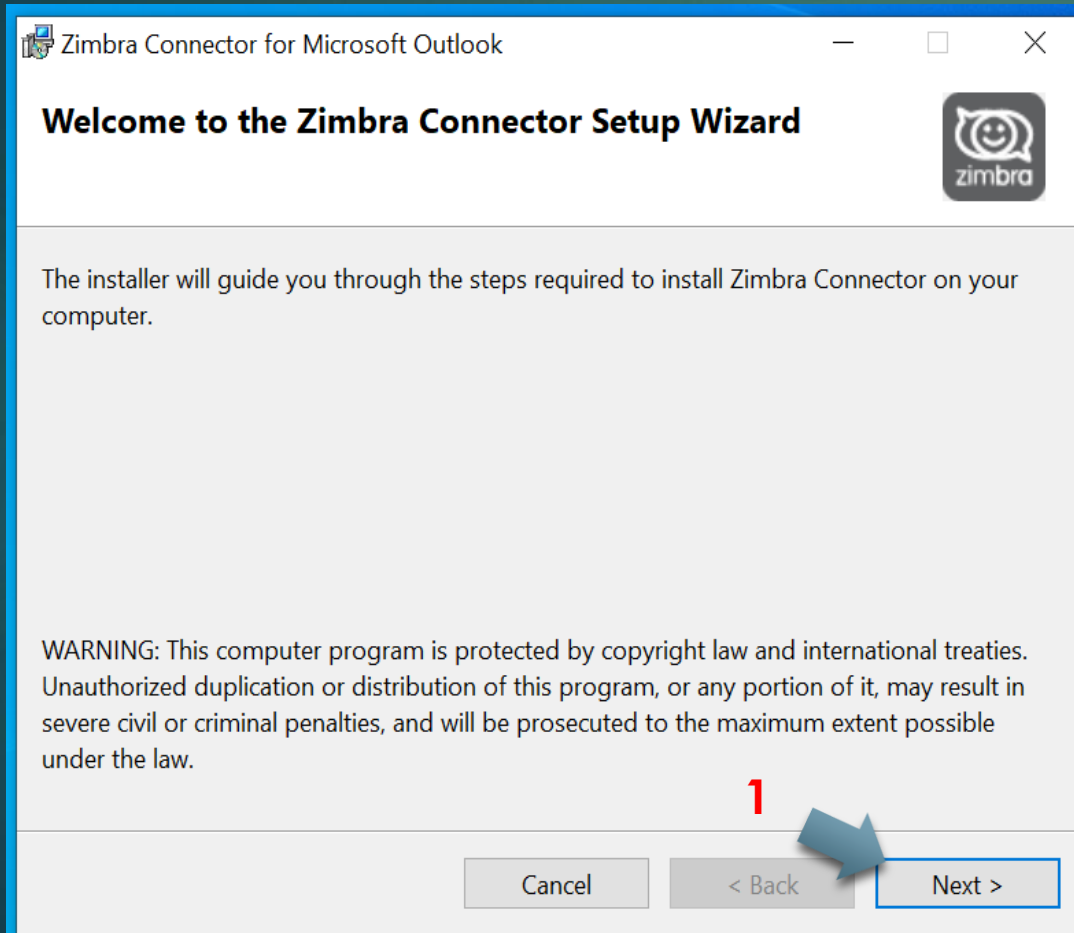 Zimbra Connector for Microsoft Outlook
Welcome to the Zimbra Connector Setup Wizard
zimbra
The installer will guide you through the steps required to install Zimbra Connector on your
computer.
WARNING: This computer program is protected by copyright law and international treaties.
Unauthorized duplication or distribution of this program, or any portion of it, may result in
severe civil or criminal penalties, and will be prosecuted to the maximum extent possible
under the law.
1
Cancel
< Back
Next >